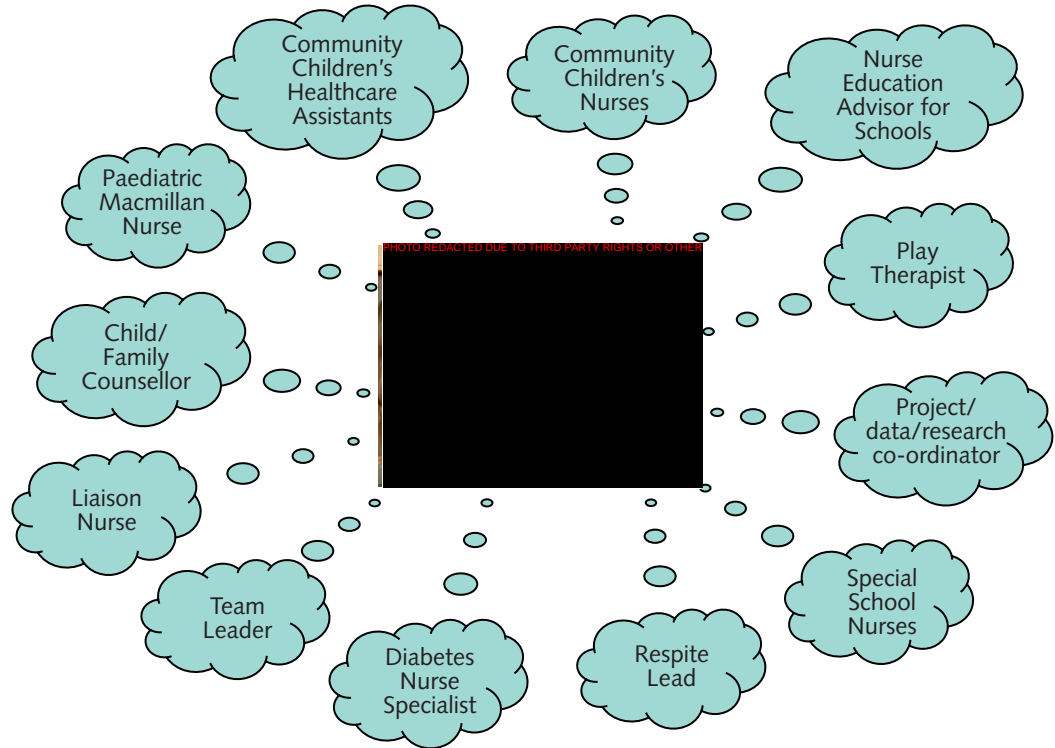 Community
Children's
Healthcare
Assistants
Community
Children's
Nurses
Nurse
Education
Advisor for
Schools
Paediatric
Macmillan
Nurse
PHOTO REDACTED DUE TO THIRD PARTY RIGHTS OR OTHER
Play
Therapist
Child/
Family
Counsellor
Project/
data/research
co-ordinator
Liaison
Nurse
Team
Leader
Diabetes
Nurse
Specialist
Respite
Lead
Special
School
Nurses